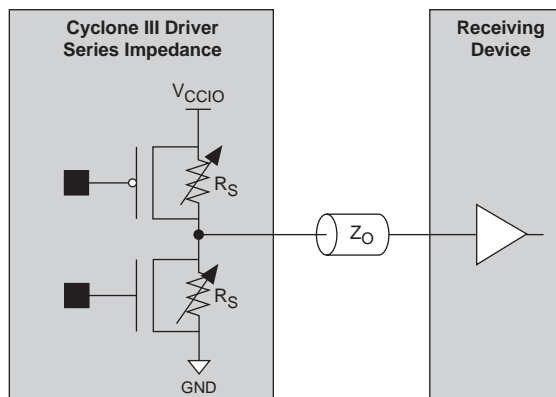 Cyclone III Driver
Series Impedance
Receiving
Device
VCCIO
RS
ZO
RS
GND